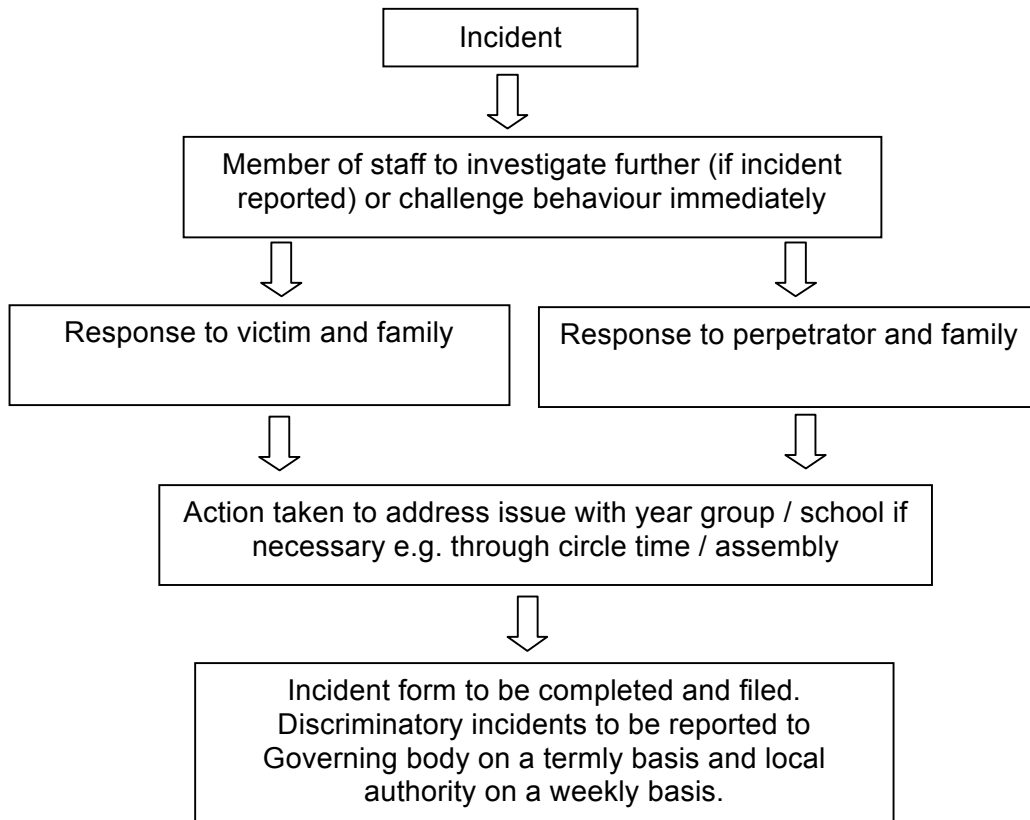 Incident
Member of staff to investigate further (if incident
reported) or challenge behaviour immediately
Response to victim and family
Response to perpetrator and family
Action taken to address issue with year group / school if
necessary e.g. through circle time / assembly
Incident form to be completed and filed.
Discriminatory incidents to be reported to
Governing body on a termly basis and local
authority on a weekly basis.